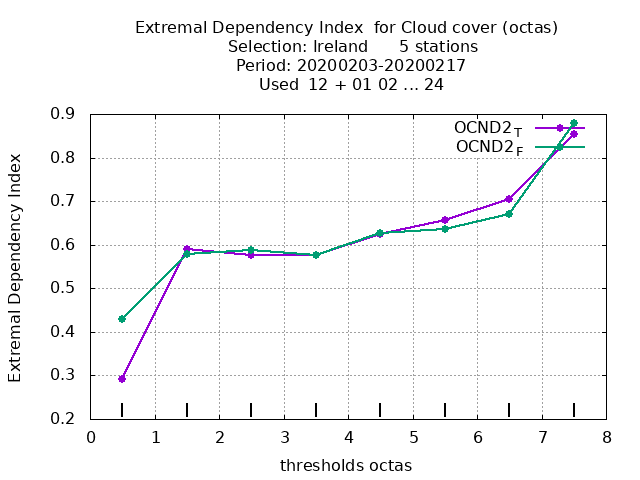 Extremal Dependency Index  for Cloud cover (octas)
Selection: Ireland      5 stations
Period: 20200203-20200217
Used  12 + 01 02 ... 24
Extremal Dependency Index
0.9
0.8
0.7
0.6
0.5
0.4
0.3
0.2
OCND2T
OCND2F
0 1 2 3 4 5 6 7 8
thresholds octas